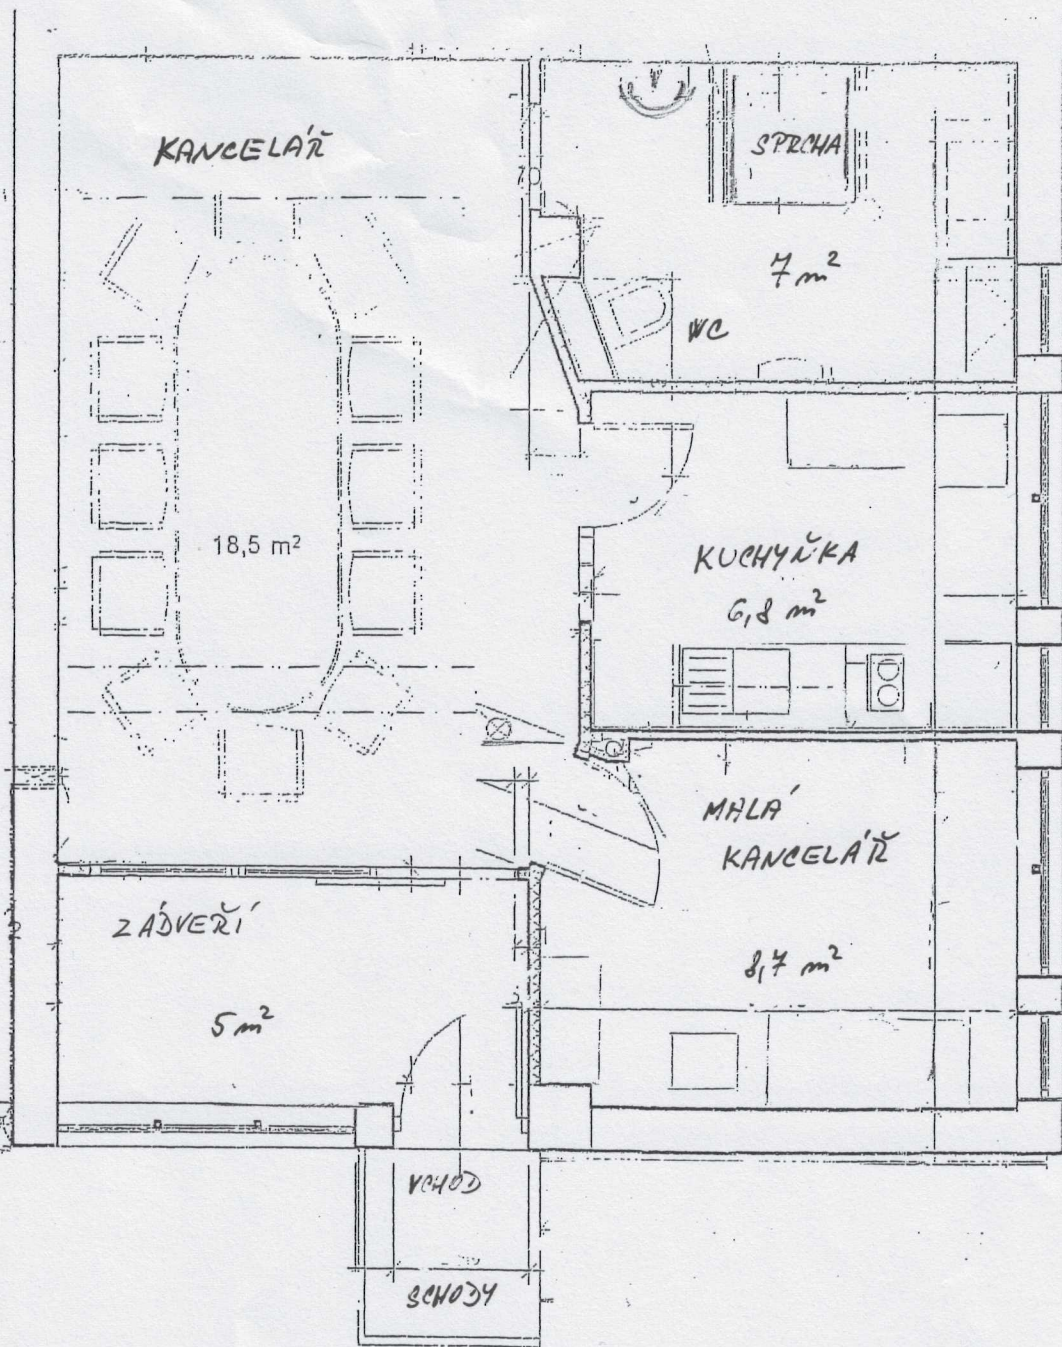 KANCELÁŘ
SPRCHA
7 m²
WC
18,5 m²
KUCHYŇKA
6,8 m²
MALÁ
KANCELÁŘ
ZÁDVEŘÍ
8,7 m²
5 m²
VCHOD
SCHODY